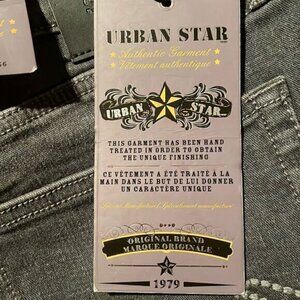 URBAN STAR
Authentic Garment
Vêtement authentique
URBAN STAR
THIS GARMENT HAS BEEN HAND
TREATED IN ORDER TO OBTAIN
THE UNIQUE FINISHING
CE VÊTEMENT A ÉTÉ TRAITÉ À LA
MAIN DANS LE BUT DE LUI DONNER
UN CARACTÈRE UNIQUE
ORIGINAL BRAND
MARQUE ORIGINALE
1979